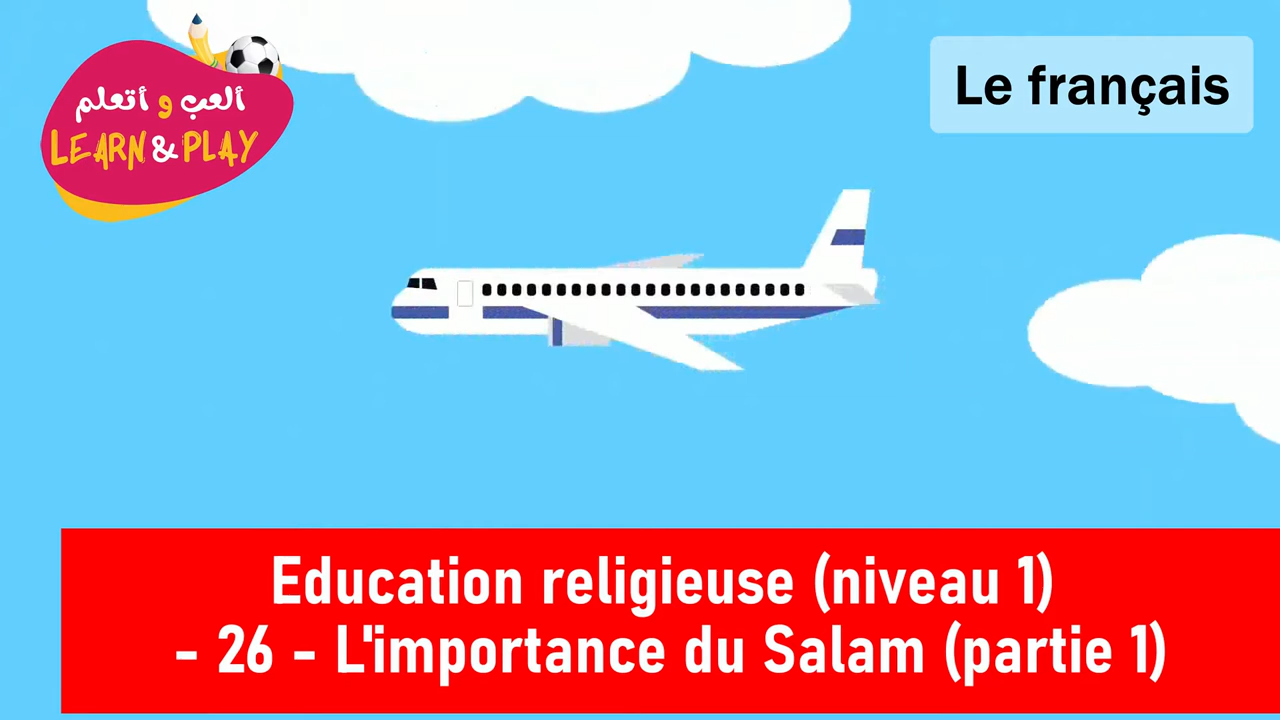 ألعب و أتعلم
LEARN & PLAY
Le français
Education religieuse (niveau 1)
- 26 - L'importance du Salam (partie 1)